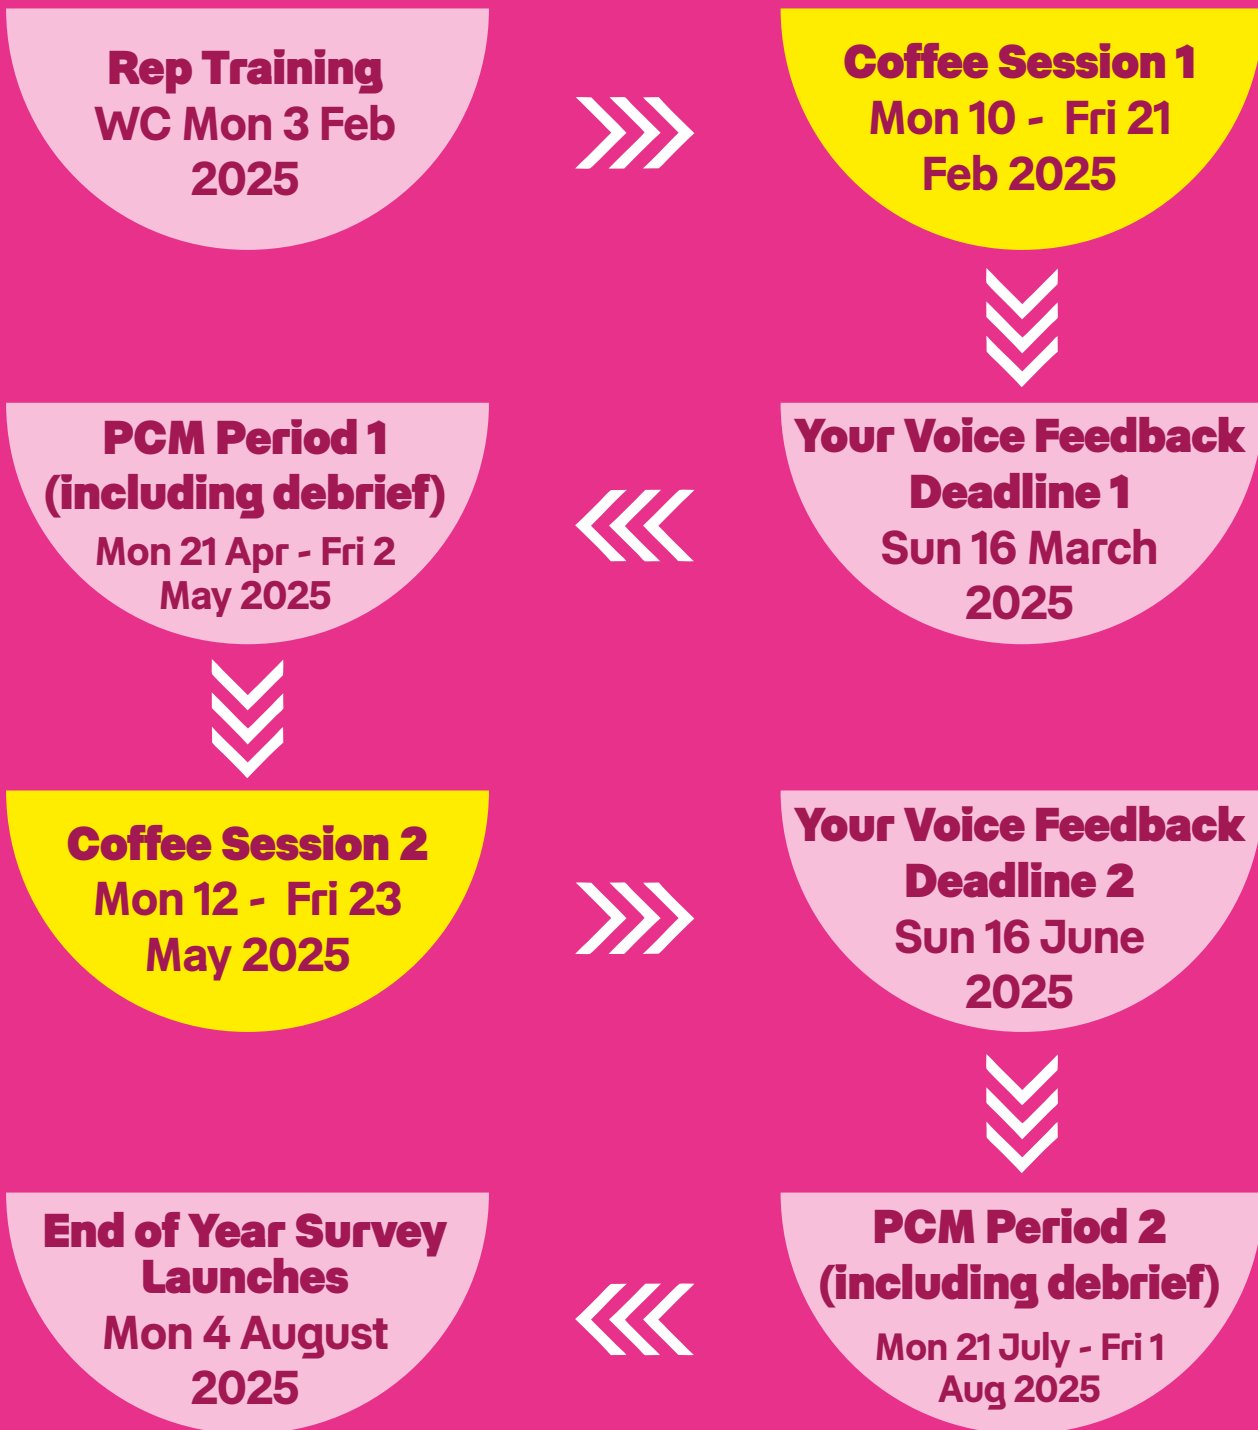 Rep Training
WC Mon 3 Feb
2025
Coffee Session 1
Mon 10 - Fri 21
Feb 2025
Your Voice Feedback
Deadline 1
Sun 16 March
2025
PCM Period 1
(including debrief)
Mon 21 Apr - Fri 2
May 2025
Coffee Session 2
Mon 12 - Fri 23
May 2025
Your Voice Feedback
Deadline 2
Sun 16 June
2025
PCM Period 2
(including debrief)
Mon 21 July - Fri 1
Aug 2025
End of Year Survey
Launches
Mon 4 August
2025